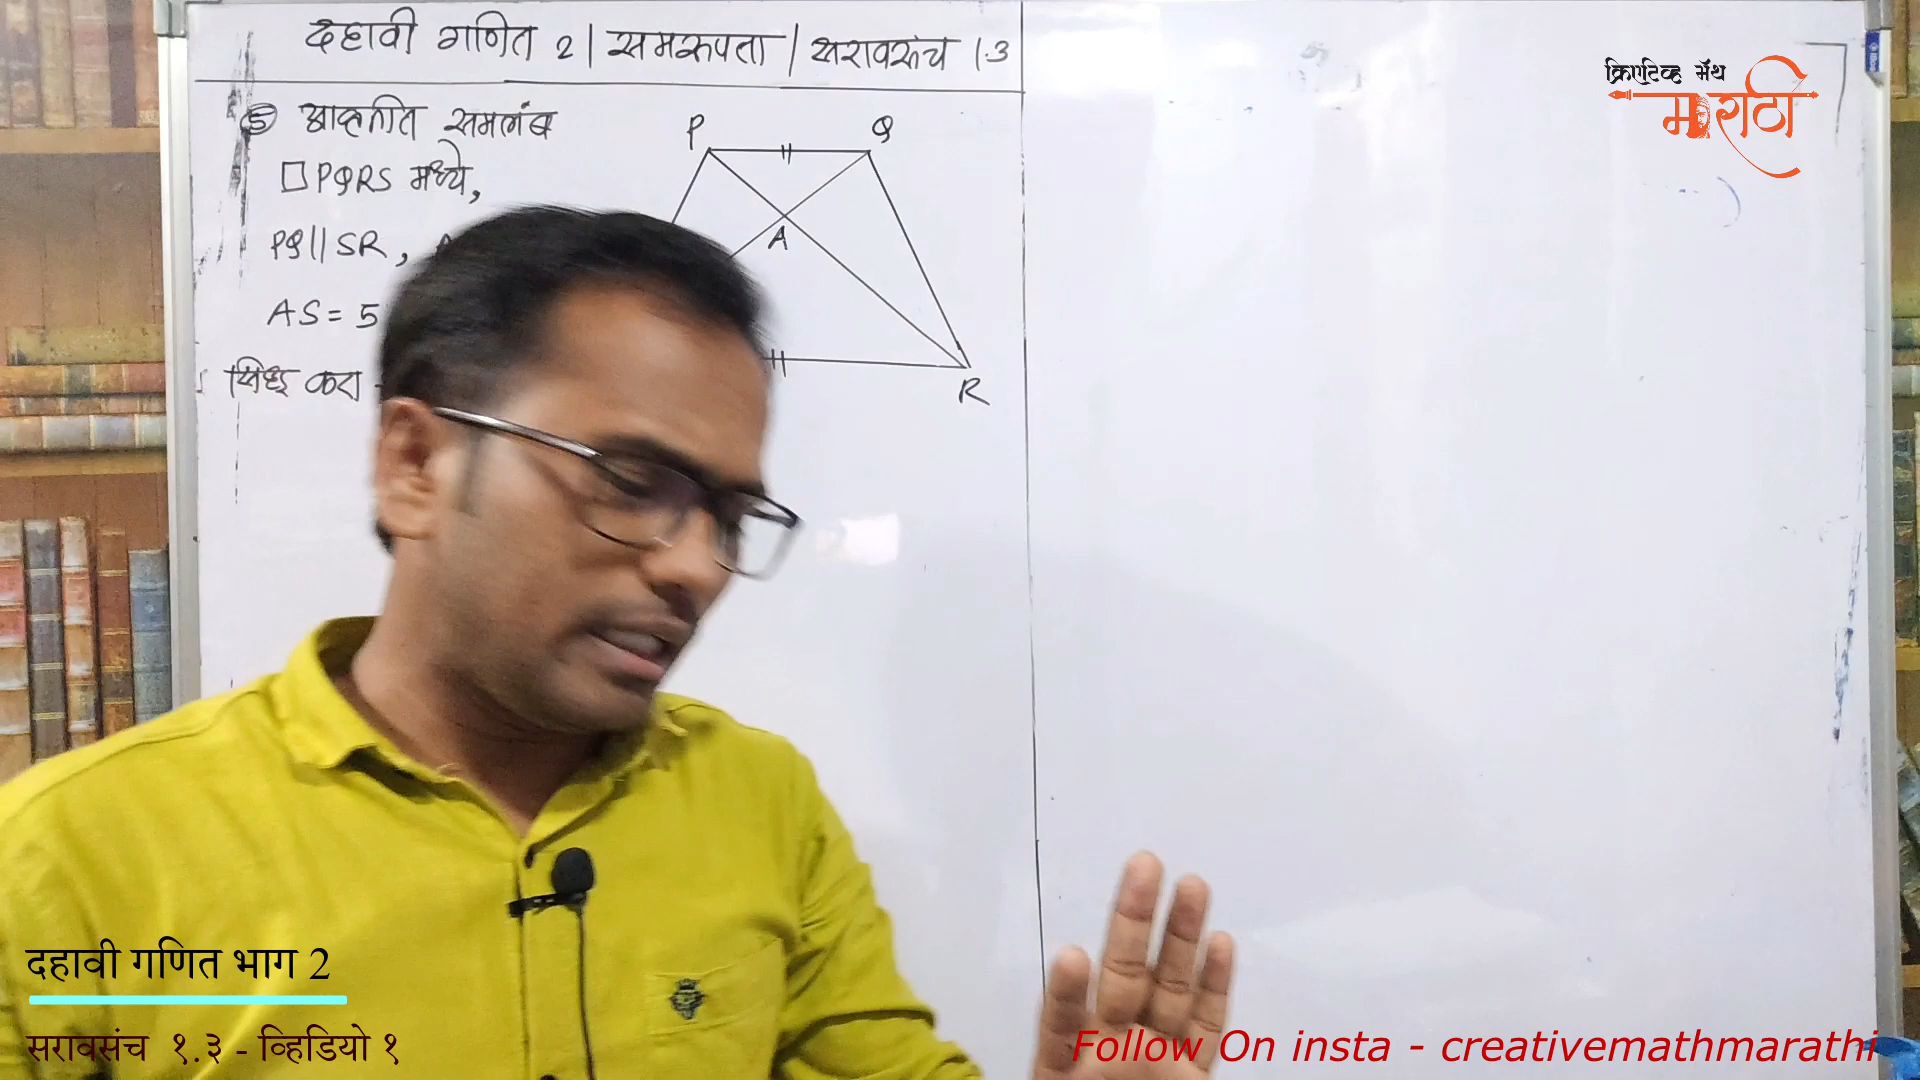 दहावी गणित 2 | समरूपता | सरावसंच 1.3
क्रिएटिव्ह मॅथ
मराठी
⑤ आकृतीत समलंब
□PQRS मध्ये,
PQ || SR,
AS = 5
सिध्द करा
P
Q
A
R
दहावी गणित भाग 2
सरावसंच १.३ - व्हिडियो १
Follow On insta - creativemathmarathi